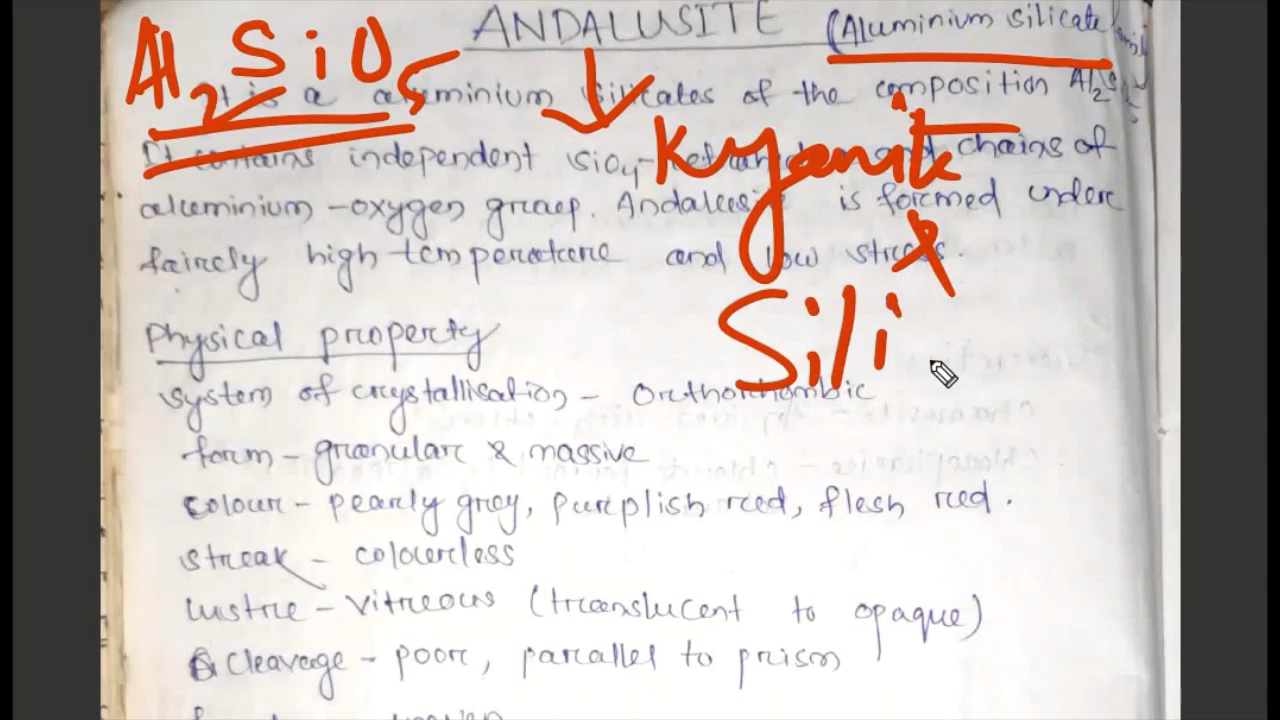 ANDALUSITE (Aluminium silicate
Al2SiO5
It is a aluminium silicates of the composition Al2
Kyanite
It contains independent SiO4- chains of
aluminium-oxygen group. Andalusite is formed under
fairely high temperature and low stress.
&
Sili
Physical property
system of crystallisation - Orthorhombic
form - granular & massive
colour - pearly grey, purplish red, flesh red.
streak - colourless
lustre - vitreous (translucent to opaque)
cleavage - poor, parallel to prism